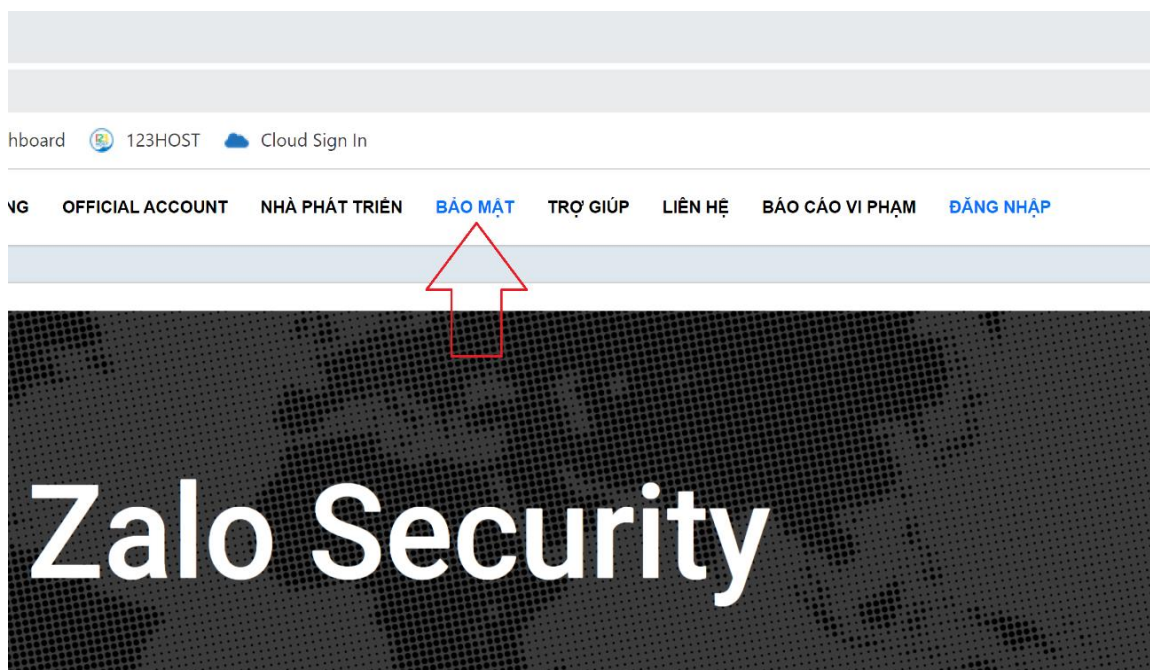 hboard 123HOST Cloud Sign In
NG OFFICIAL ACCOUNT NHÀ PHÁT TRIỂN BẢO MẬT TRỢ GIÚP LIÊN HỆ BÁO CÁO VI PHẠM ĐĂNG NHẬP
Zalo Security